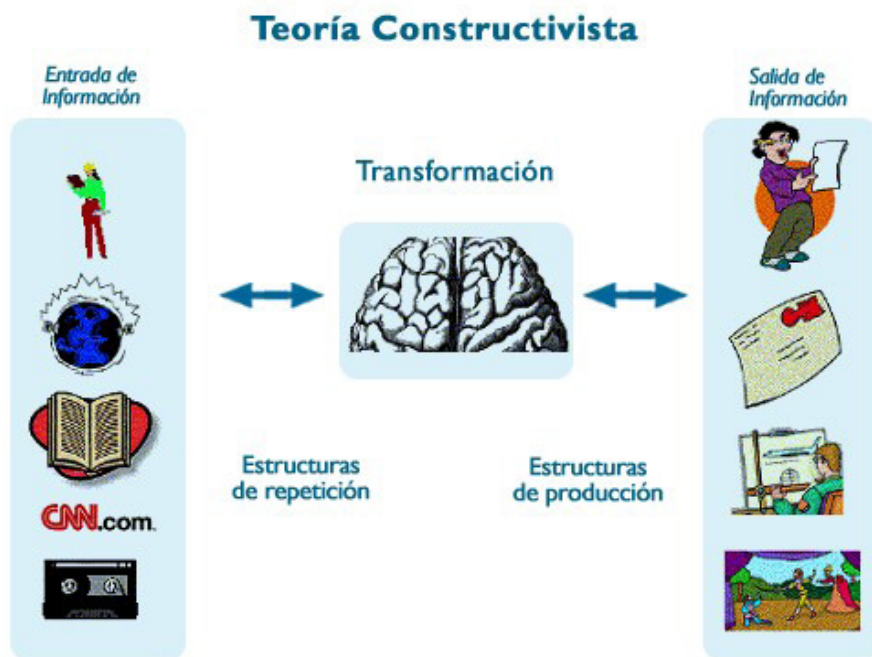 Teoría Constructivista
Entrada de
Información
Salida de
Información
Transformación
Estructuras
de repetición
Estructuras
de producción
CNN.com